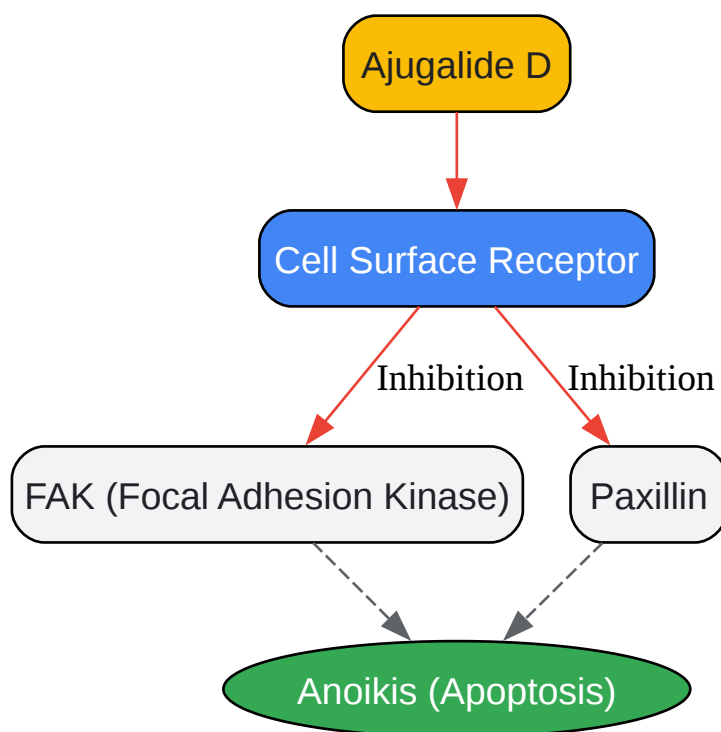 Ajugalide D
Cell Surface Receptor
Inhibition
Inhibition
FAK (Focal Adhesion Kinase)
Paxillin
Anoikis (Apoptosis)